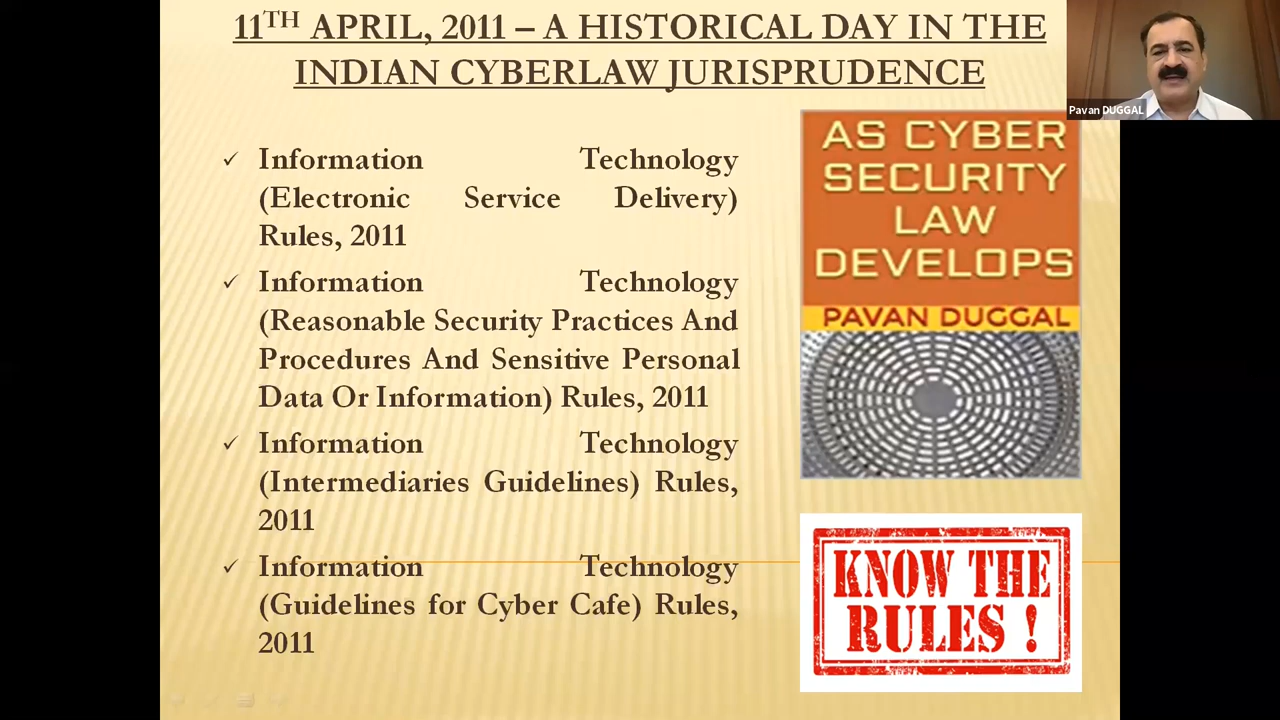 11TH APRIL, 2011 – A HISTORICAL DAY IN THE
INDIAN CYBERLAW JURISPRUDENCE
✓ Information Technology
(Electronic Service Delivery)
Rules, 2011
✓ Information Technology
(Reasonable Security Practices And
Procedures And Sensitive Personal
Data Or Information) Rules, 2011
✓ Information Technology
(Intermediaries Guidelines) Rules,
2011
✓ Information Technology
(Guidelines for Cyber Cafe) Rules,
2011
AS CYBER
SECURITY
LAW
DEVELOPS
PAVAN DUGGAL
KNOW THE
RULES !
Pavan DUGGAL